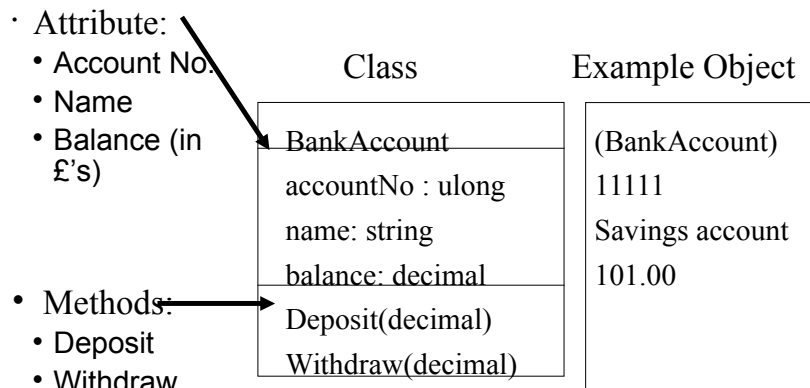 · Attribute:
• Account No.
• Name
• Balance (in
£'s)
• Methods:
• Deposit
• Withdraw
Class
BankAccount
accountNo : ulong
name: string
balance: decimal
Deposit(decimal)
Withdraw(decimal)
Example Object
(BankAccount)
11111
Savings account
101.00